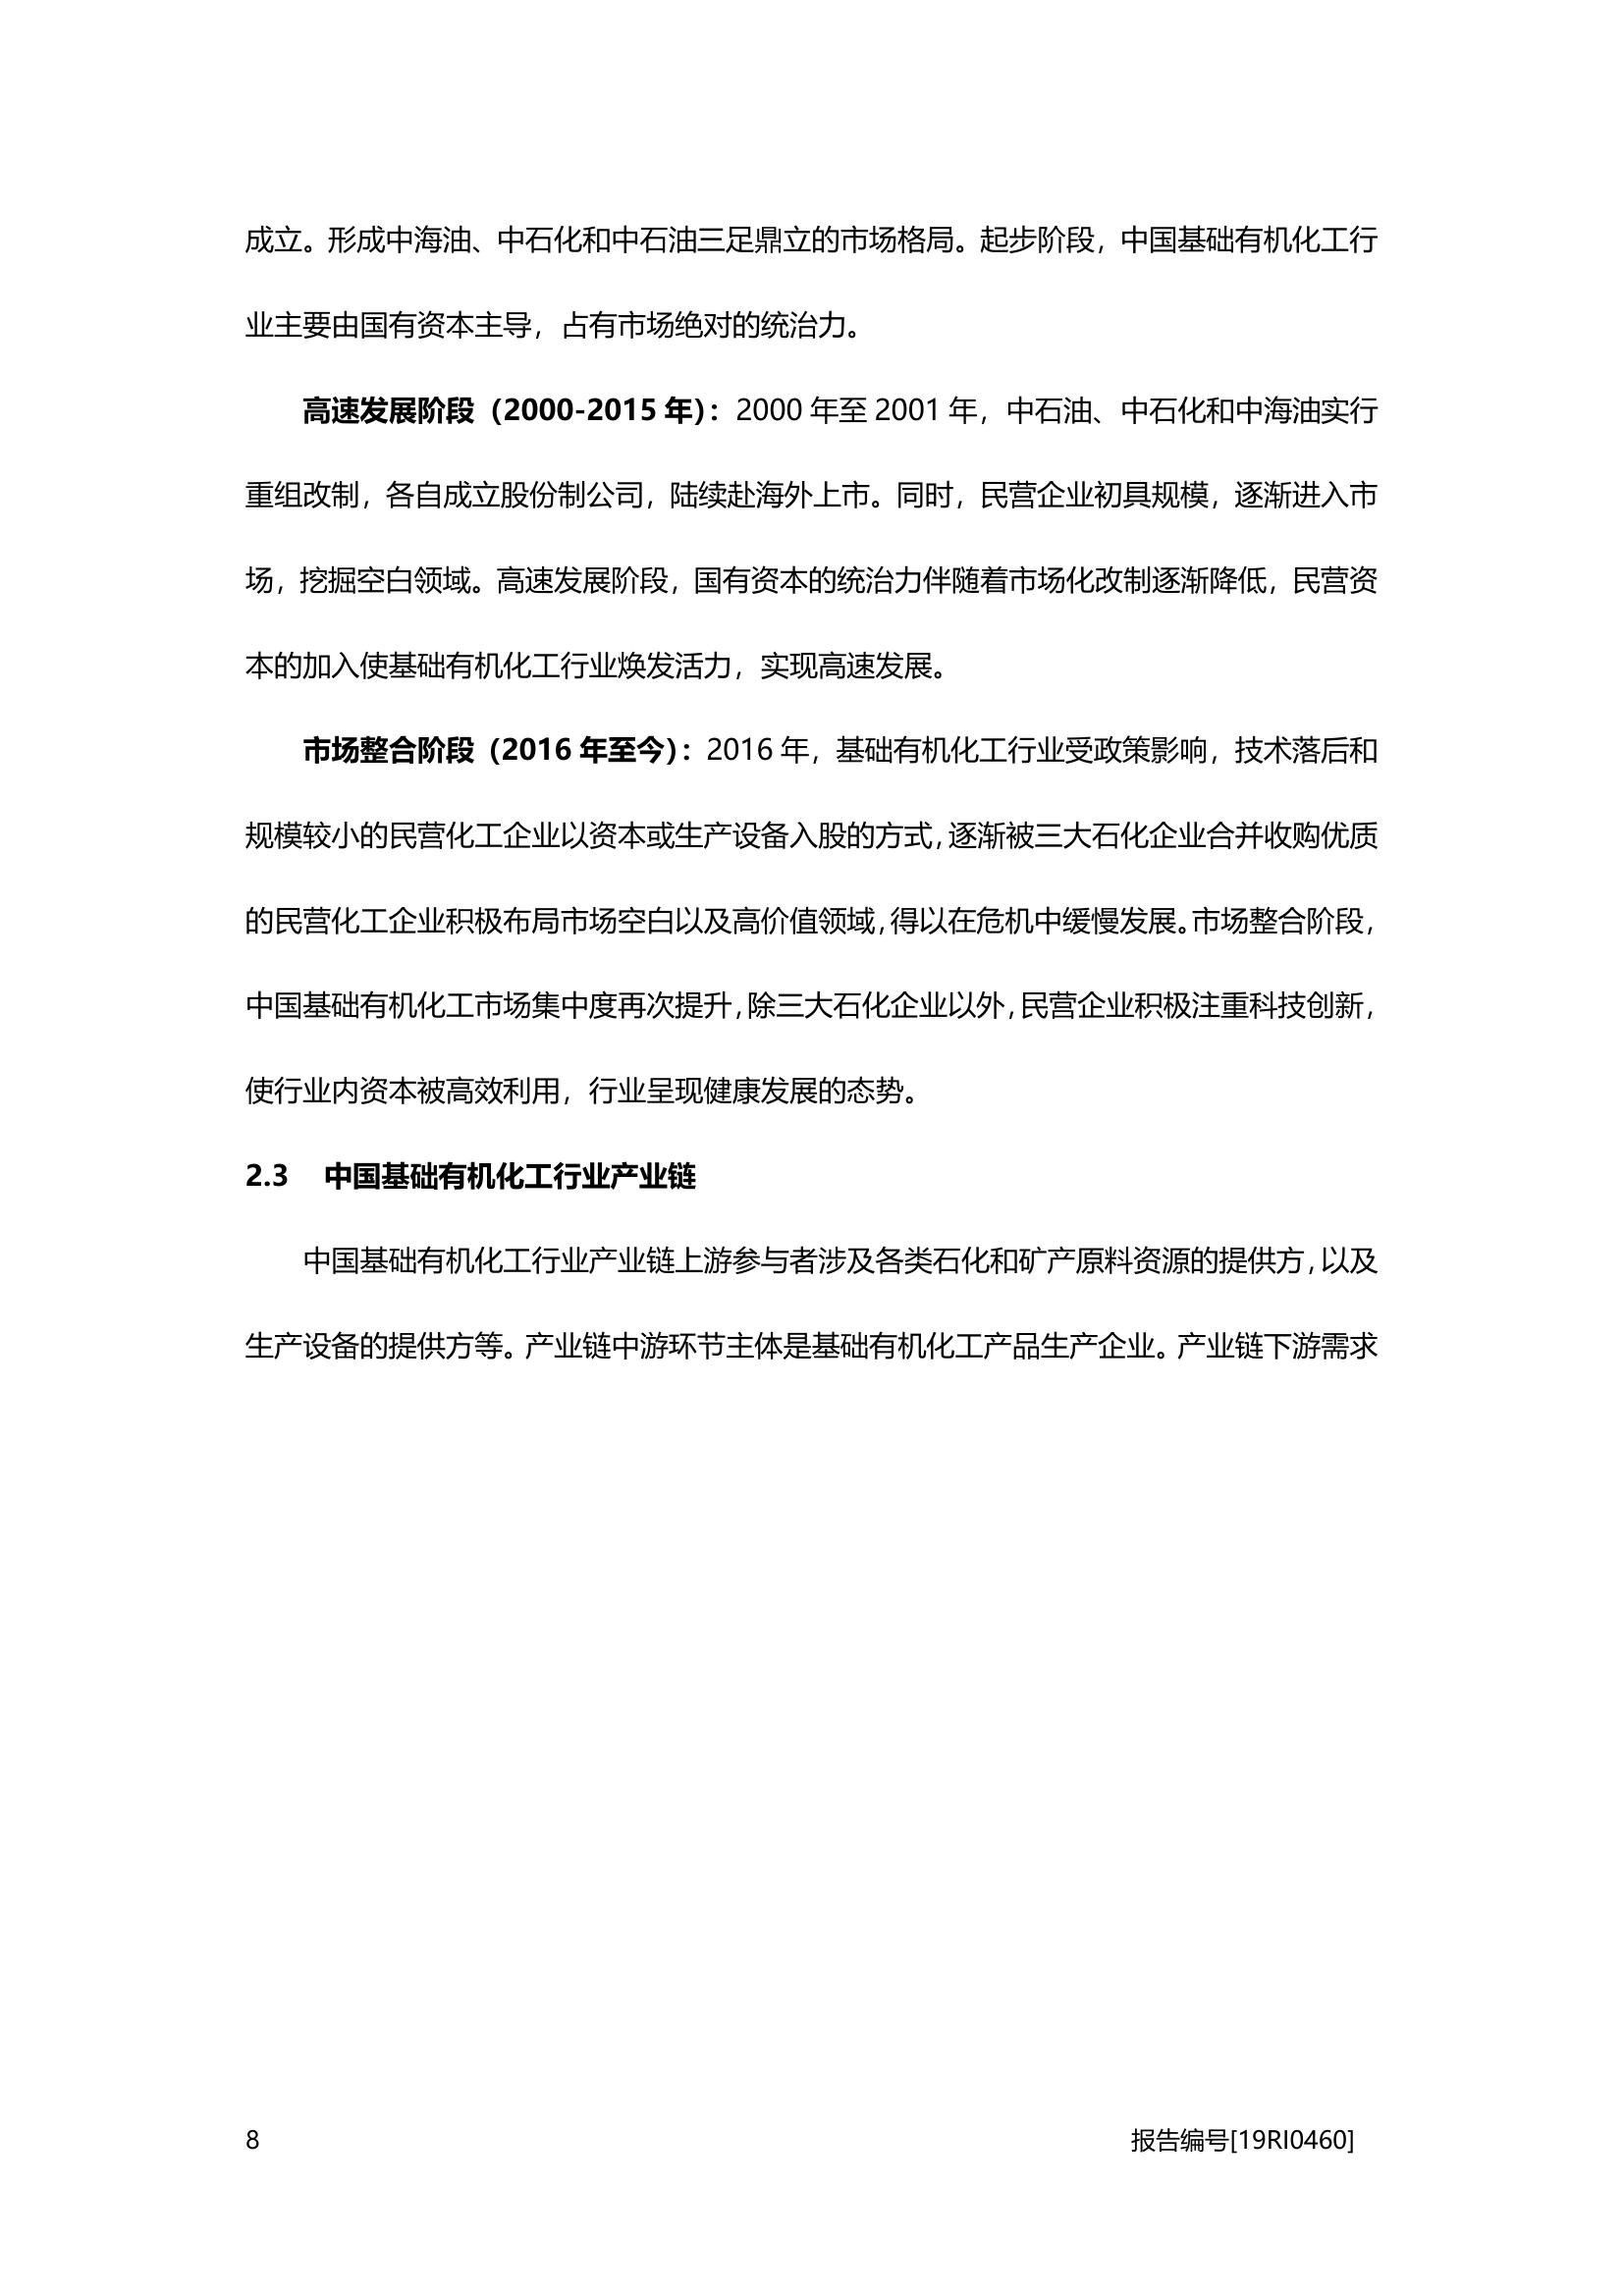 成立。形成中海油、中石化和中石油三足鼎立的市场格局。起步阶段，中国基础有机化工行
业主要由国有资本主导，占有市场绝对的统治力。
高速发展阶段（2000-2015 年）：2000 年至 2001 年，中石油、中石化和中海油实行
重组改制，各自成立股份制公司，陆续赴海外上市。同时，民营企业初具规模，逐渐进入市
场，挖掘空白领域。高速发展阶段，国有资本的统治力伴随着市场化改制逐渐降低，民营资
本的加入使基础有机化工行业焕发活力，实现高速发展。
市场整合阶段（2016 年至今）：2016 年，基础有机化工行业受政策影响，技术落后和
规模较小的民营化工企业以资本或生产设备入股的方式，逐渐被三大石化企业合并收购优质
的民营化工企业积极布局市场空白以及高价值领域，得以在危机中缓慢发展。市场整合阶段，
中国基础有机化工市场集中度再次提升，除三大石化企业以外，民营企业积极注重科技创新，
使行业内资本被高效利用，行业呈现健康发展的态势。
2.3 中国基础有机化工行业产业链
中国基础有机化工行业产业链上游参与者涉及各类石化和矿产原料资源的提供方，以及
生产设备的提供方等。产业链中游环节主体是基础有机化工产品生产企业。产业链下游需求
8 报告编号[19RI0460]